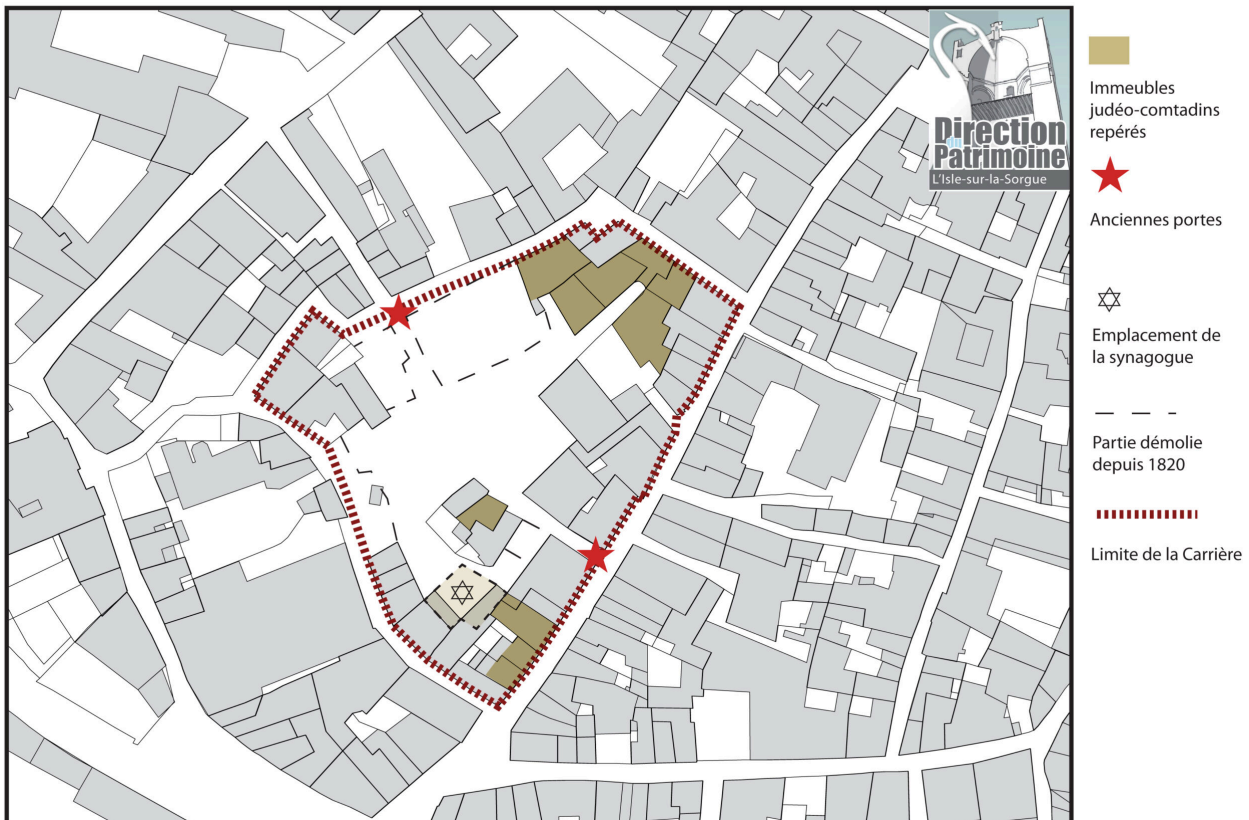 Direction
du
Patrimoine
L'Isle-sur-la-Sorgue
Immeubles
judéo-comtadins
repérés
Anciennes portes
Emplacement de
la synagogue
Partie démolie
depuis 1820
Limite de la Carrière